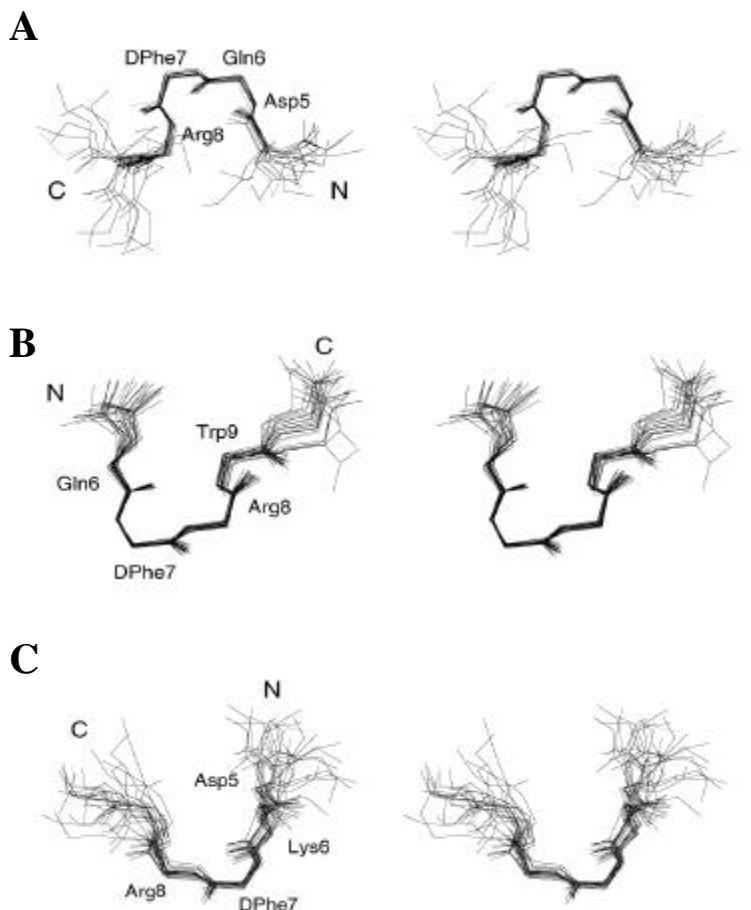 A
DPhe7 Gln6
Asp5
Arg8
C N
B
C
N
Trp9
Gln6
Arg8
DPhe7
C
N
C
Asp5
Lys6
Arg8
DPhe7